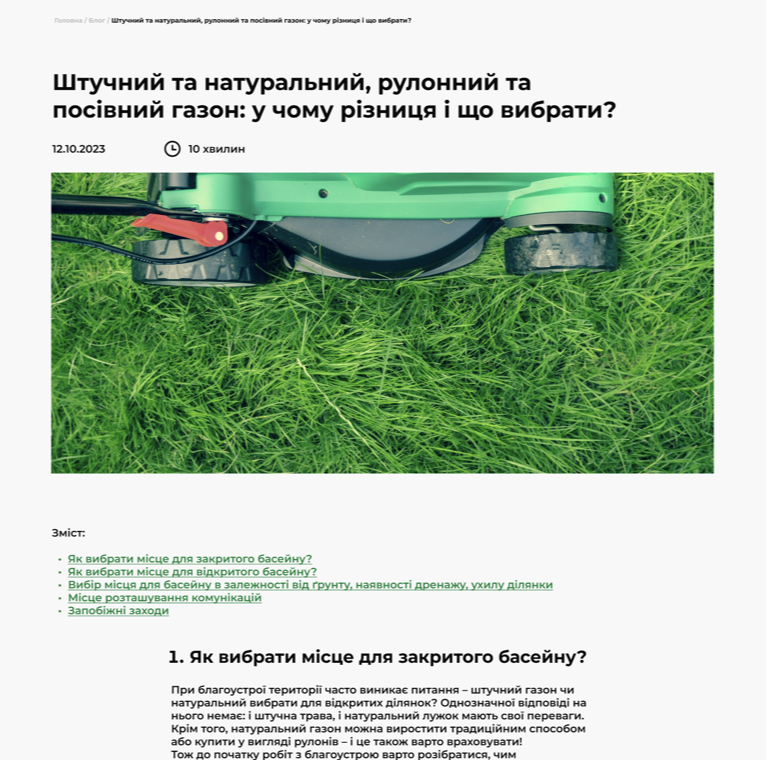 Головна / Блог / Штучний та натуральний, рулонний та посівний газон: у чому різниця і що вибрати?
Штучний та натуральний, рулонний та
посівний газон: у чому різниця і що вибрати?
12.10.2023 10 хвилин
Зміст:
• Як вибрати місце для закритого басейну?
• Як вибрати місце для відкритого басейну?
• Вибір місця для басейну в залежності від ґрунту, наявності дренажу, ухилу ділянки
• Місце розташування комунікацій
• Запобіжні заходи
1. Як вибрати місце для закритого басейну?
При благоустрої території часто виникає питання – штучний газон чи
натуральний вибрати для відкритих ділянок? Однозначної відповіді на
нього немає: і штучна трава, і натуральний лужок мають свої переваги.
Крім того, натуральний газон можна виростити традиційним способом
або купити у вигляді рулонів – і це також варто враховувати!
Тож до початку робіт з благоустрою варто розібратися, чим